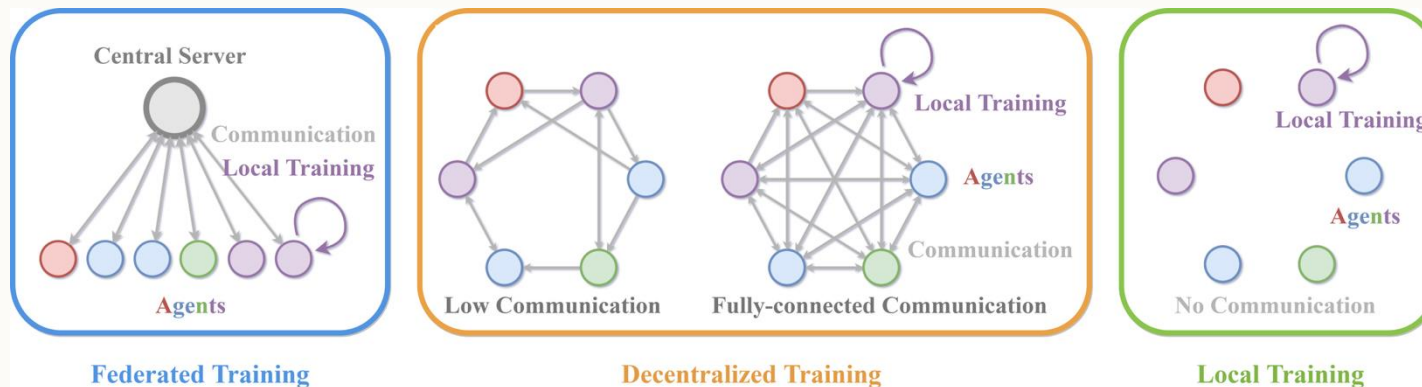 Central Server
Communication
Local Training
Agents
Federated Training
Low Communication
Local Training
Agents
Communication
Fully-connected Communication
Decentralized Training
Local Training
Agents
No Communication
Local Training